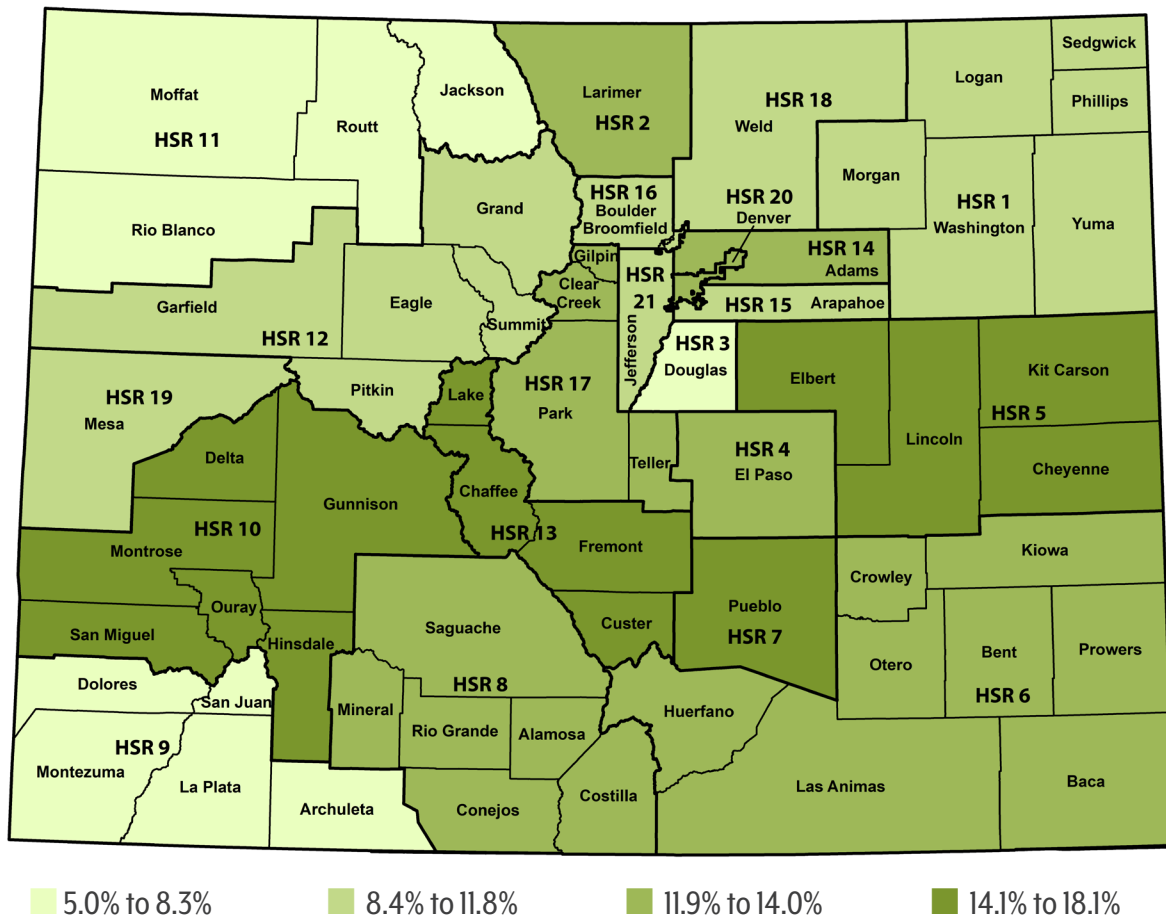 Moffat
HSR 11
Routt
Jackson
Larimer
HSR 2
HSR 18
Weld
Logan
Sedgwick
Phillips
Morgan
HSR 1
Washington
Yuma
Rio Blanco
Grand
HSR 16
Boulder
Broomfield
HSR 20
Denver
Gilpin
Clear
Creek
HSR
21
Jefferson
HSR 14
Adams
HSR 15
Arapahoe
Garfield
HSR 12
Eagle
Summit
HSR 3
Douglas
Elbert
Kit Carson
HSR 5
Lincoln
Cheyenne
HSR 19
Mesa
Pitkin
Lake
HSR 17
Park
Teller
HSR 4
El Paso
Delta
Gunnison
Chaffee
HSR 13
Fremont
HSR 10
Montrose
Ouray
San Miguel
Hinsdale
Saguache
HSR 8
Custer
Pueblo
HSR 7
Crowley
Kiowa
Otero
Bent
HSR 6
Prowers
Dolores
San Juan
HSR 9
Montezuma
La Plata
Archuleta
Mineral
Rio Grande
Alamosa
Conejos
Costilla
Huerfano
Las Animas
Baca
5.0% to 8.3%
8.4% to 11.8%
11.9% to 14.0%
14.1% to 18.1%